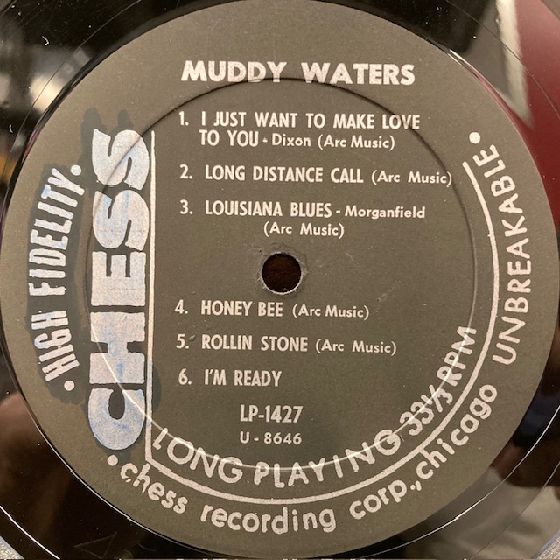 MUDDY WATERS
1. I JUST WANT TO MAKE LOVE
TO YOU - Dixon (Arc Music)
2. LONG DISTANCE CALL (Arc Music)
3. LOUISIANA BLUES - Morganfield
(Arc Music)
4. HONEY BEE (Arc Music)
5. ROLLIN STONE (Arc Music)
6. I'M READY
LP-1427
U - 8646
• HIGH FIDELITY •
CHESS
LONG PLAYING 33⅓ RPM
• chess recording corp., chicago
UNBREAKABLE •